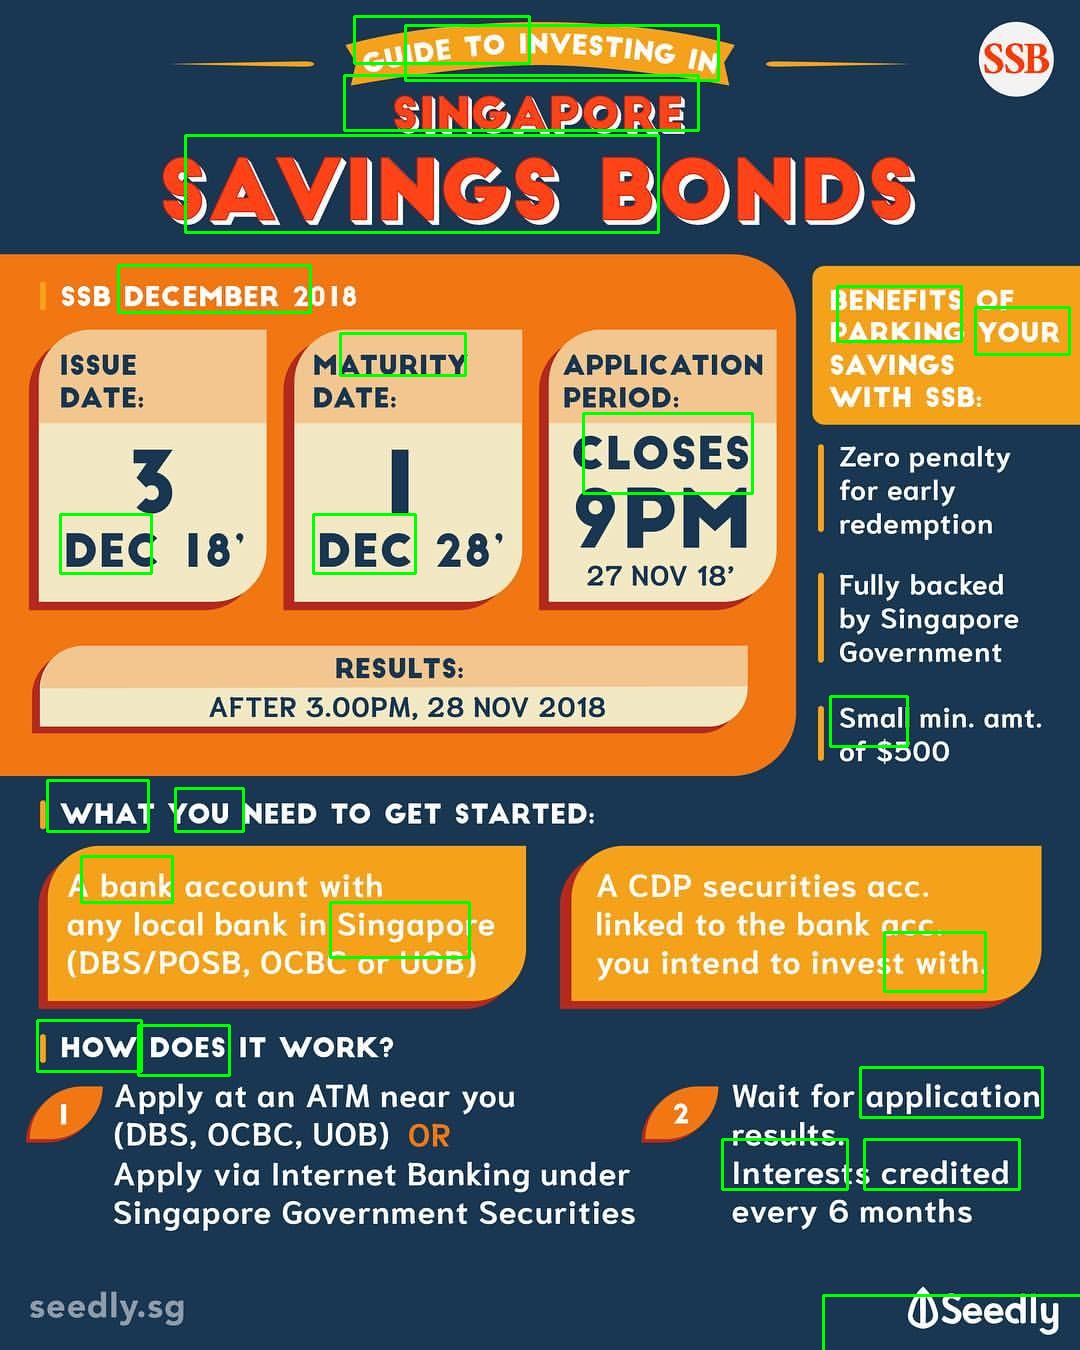 GUIDE TO INVESTING IN
SSB
SINGAPORE
SAVINGS BONDS
SSB DECEMBER 2018
ISSUE
DATE:
3
DEC 18'
MATURITY
DATE:
1
DEC 28'
APPLICATION
PERIOD:
CLOSES
9PM
27 NOV 18'
RESULTS:
AFTER 3.00PM, 28 NOV 2018
BENEFITS OF
PARKING YOUR
SAVINGS
WITH SSB:
Zero penalty
for early
redemption
Fully backed
by Singapore
Government
Small min. amt.
of $500
WHAT YOU NEED TO GET STARTED:
A bank account with
any local bank in Singapore
(DBS/POSB, OCBC or UOB)
A CDP securities acc.
linked to the bank acc.
you intend to invest with.
HOW DOES IT WORK?
1
Apply at an ATM near you
(DBS, OCBC, UOB) OR
Apply via Internet Banking under
Singapore Government Securities
2
Wait for application
results.
Interests credited
every 6 months
seedly.sg
Seedly